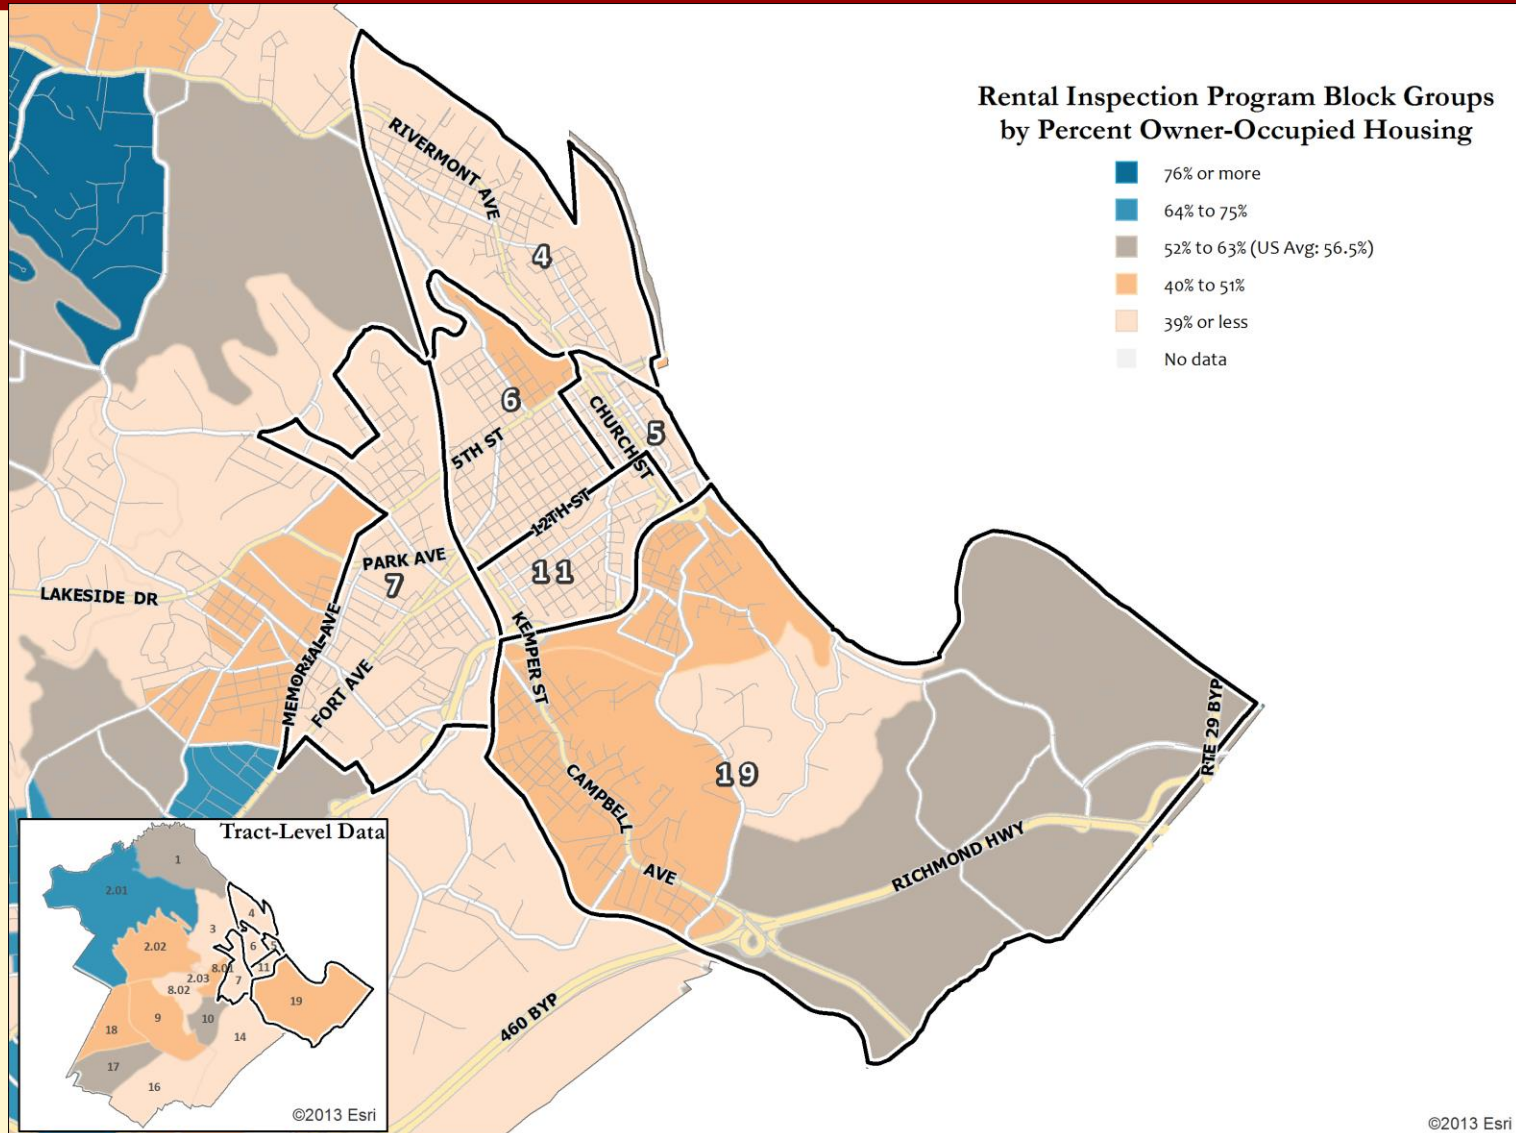 Rental Inspection Program Block Groups
by Percent Owner-Occupied Housing
76% or more
64% to 75%
52% to 63% (US Avg: 56.5%)
40% to 51%
39% or less
No data
RIVERMONT AVE
4
6
5TH ST
CHURCH ST
5
12TH ST
PARK AVE
7
11
LAKESIDE DR
MEMORIAL AVE
FORT AVE
KEMPER ST
19
CAMPBELL
AVE
RTE 29 BYP
RICHMOND HWY
460 BYP
Tract-Level Data
1
2.01
4
3
2.02
6
5
8.01
11
2.03
7
8.02
19
9
10
18
14
17
16
©2013 Esri
©2013 Esri